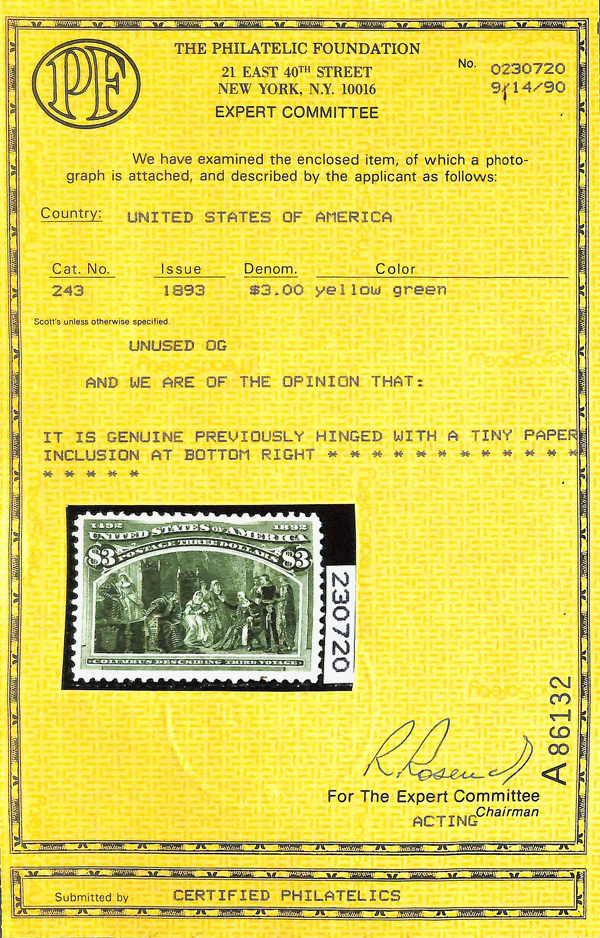 PF
THE PHILATELIC FOUNDATION
21 EAST 40TH STREET
NEW YORK, N.Y. 10016
EXPERT COMMITTEE
No. 0230720
9/14/90
We have examined the enclosed item, of which a photo-
graph is attached, and described by the applicant as follows:
Country: UNITED STATES OF AMERICA
Cat. No. Issue Denom. Color
243 1893 $3.00 yellow green
Scott's unless otherwise specified.
UNUSED OG
AND WE ARE OF THE OPINION THAT:
IT IS GENUINE PREVIOUSLY HINGED WITH A TINY PAPER
INCLUSION AT BOTTOM RIGHT * * * * * * * * * * * *
* * * * *
1492 1892
UNITED STATES OF AMERICA
$3 POSTAGE THREE DOLLARS $3
COLUMBUS DESCRIBING THIRD VOYAGE
230720
A 86132
For The Expert Committee
ACTING Chairman
Submitted by CERTIFIED PHILATELICS